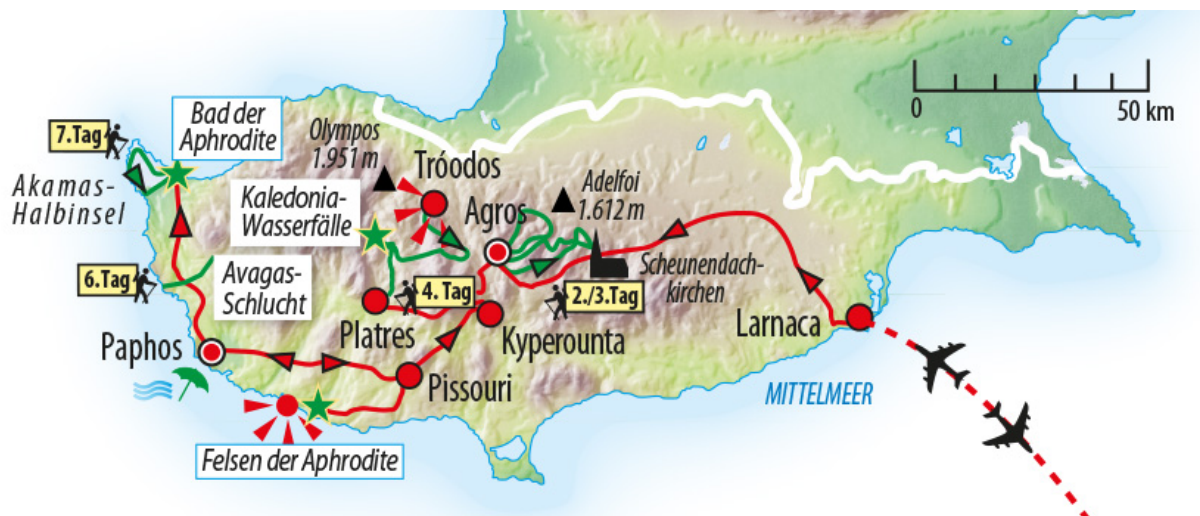 7.Tag
Bad der
Aphrodite
Akamas-
Halbinsel
Olympos
1.951 m
Tróodos
Kaledonia-
Wasserfälle
Agros
Adelfoi
1.612 m
0
50 km
6.Tag
Avagas-
Schlucht
4. Tag
2./3.Tag
Scheunendach-
kirchen
Paphos
Platres
Kyperounta
Larnaca
Pissouri
MITTELMEER
Felsen der Aphrodite